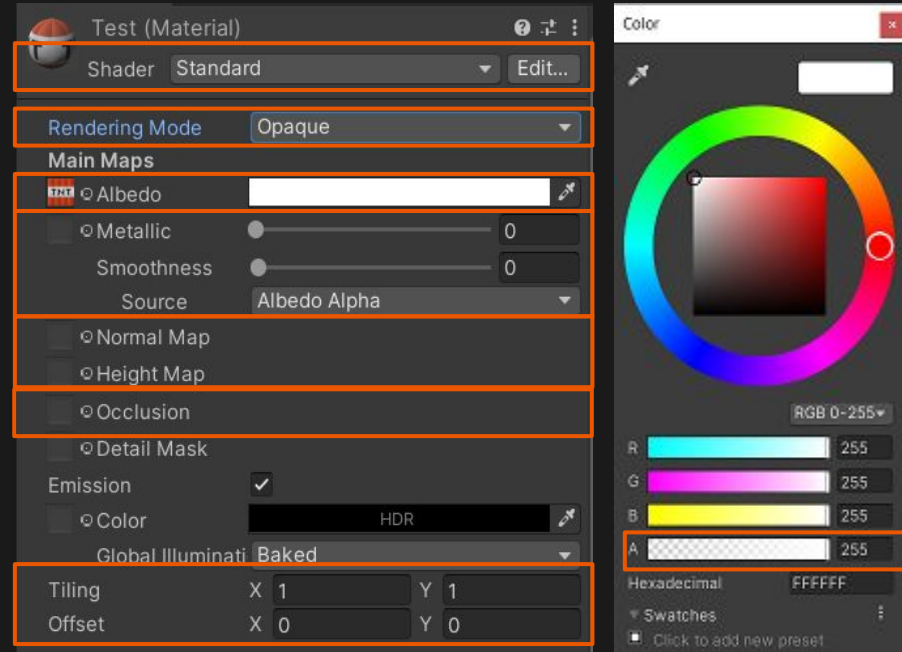 Test (Material)
Shader Standard Edit...
Rendering Mode Opaque
Main Maps
TNT Albedo
Metallic 0
Smoothness 0
Source Albedo Alpha
Normal Map
Height Map
Occlusion
Detail Mask
Emission
Color HDR
Global Illuminati Baked
Tiling X 1 Y 1
Offset X 0 Y 0
Color
RGB 0-255
R 255
G 255
B 255
A 255
Hexadecimal FFFFFF
Swatches
Click to add new preset